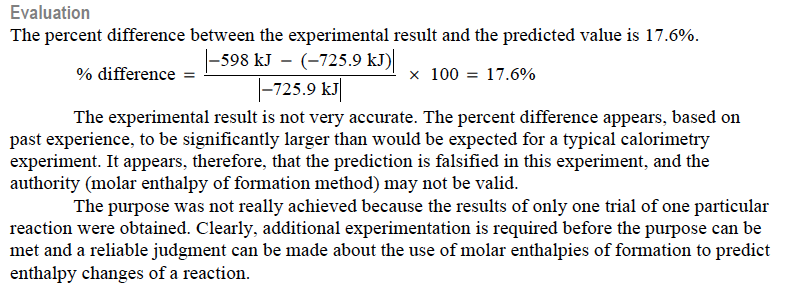 Evaluation
The percent difference between the experimental result and the predicted value is 17.6%.
% difference = |−598 kJ − (−725.9 kJ)| / |−725.9 kJ| × 100 = 17.6%
The experimental result is not very accurate. The percent difference appears, based on
past experience, to be significantly larger than would be expected for a typical calorimetry
experiment. It appears, therefore, that the prediction is falsified in this experiment, and the
authority (molar enthalpy of formation method) may not be valid.
The purpose was not really achieved because the results of only one trial of one particular
reaction were obtained. Clearly, additional experimentation is required before the purpose can be
met and a reliable judgment can be made about the use of molar enthalpies of formation to predict
enthalpy changes of a reaction.